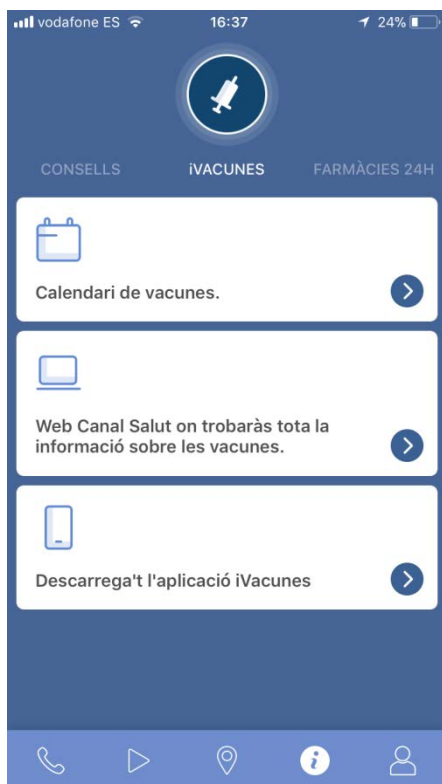 vodafone ES 16:37 24%
CONSELLS iVACUNES FARMÀCIES 24H
Calendari de vacunes.
Web Canal Salut on trobaràs tota la
informació sobre les vacunes.
Descarrega't l'aplicació iVacunes